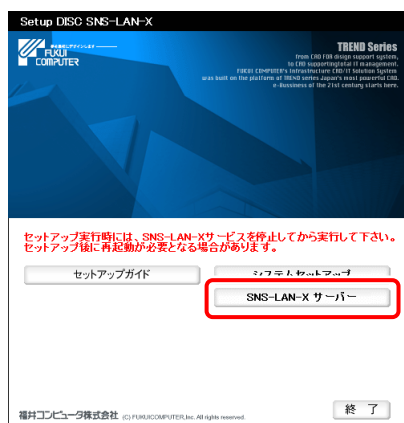 Setup DISC SNS-LAN-X
FUKUI
COMPUTER
TREND Series
from CAD FOR design support system,
to CAD supportingtotal IT management.
FUKUI COMPUTER's Infrastructure CAD/IT Solution System
was built on the platform of TREND series Japan's most powerful CAD.
e-Bussiness of the 21st century starts here.
セットアップ実行時には、SNS-LAN-Xサービスを停止してから実行して下さい。
セットアップ後に再起動が必要となる場合があります。
セットアップガイド
システムセットアップ
SNS-LAN-X サーバー
福井コンピュータ株式会社 (C) FUKUICOMPUTER,Inc. All rights reserved.
終 了